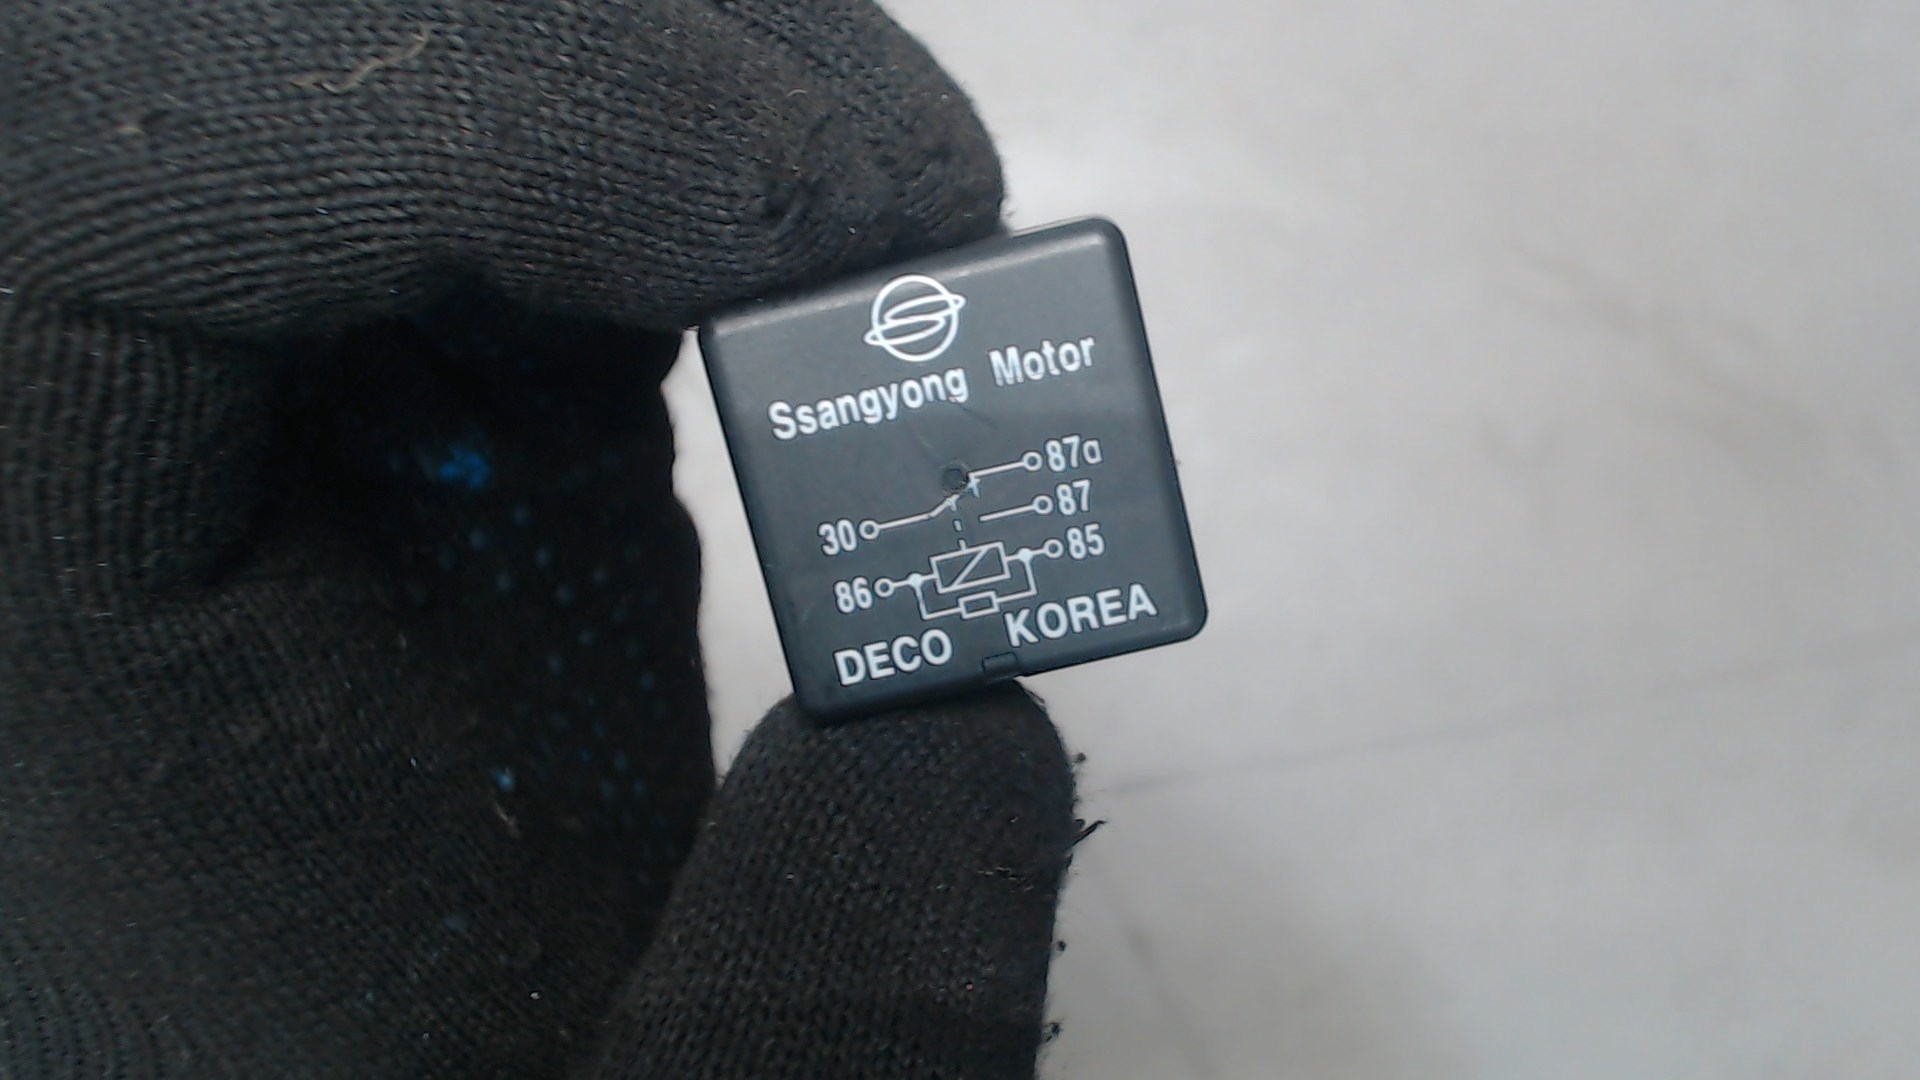 Ssangyong Motor
87a
30 87
86 85
DECO KOREA